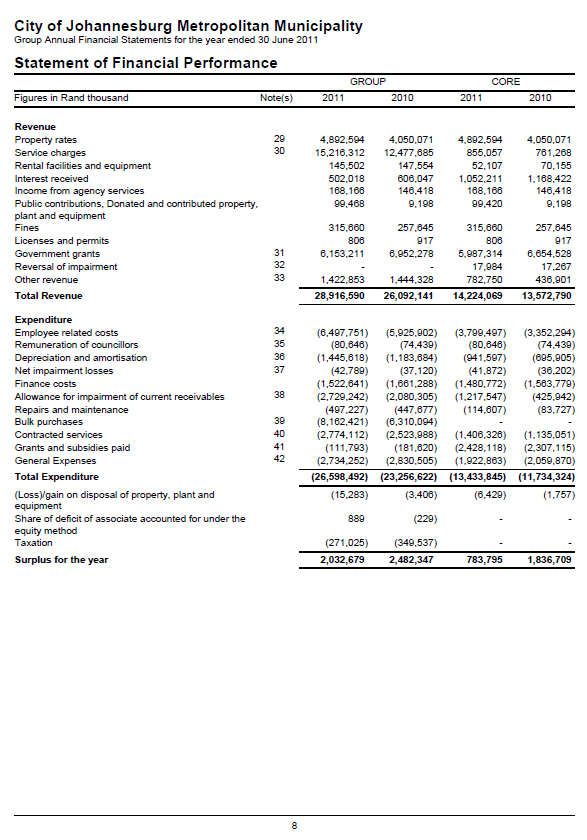 City of Johannesburg Metropolitan Municipality
Group Annual Financial Statements for the year ended 30 June 2011
Statement of Financial Performance
GROUP CORE
Figures in Rand thousand Note(s) 2011 2010 2011 2010
Revenue
Property rates 29 4,892,594 4,050,071 4,892,594 4,050,071
Service charges 30 15,216,312 12,477,685 855,057 761,268
Rental facilities and equipment 145,502 147,554 52,107 70,155
Interest received 502,018 606,047 1,052,211 1,168,422
Income from agency services 168,166 146,418 168,166 146,418
Public contributions, Donated and contributed property, 99,468 9,198 99,420 9,198
plant and equipment
Fines 315,660 257,645 315,660 257,645
Licenses and permits 806 917 806 917
Government grants 31 6,153,211 6,952,278 5,987,314 6,654,528
Reversal of impairment 32 - - 17,984 17,267
Other revenue 33 1,422,853 1,444,328 782,750 436,901
Total Revenue 28,916,590 26,092,141 14,224,069 13,572,790
Expenditure
Employee related costs 34 (6,497,751) (5,925,902) (3,799,497) (3,352,294)
Remuneration of councillors 35 (80,646) (74,439) (80,646) (74,439)
Depreciation and amortisation 36 (1,445,618) (1,183,684) (941,597) (695,905)
Net impairment losses 37 (42,789) (37,120) (41,872) (36,202)
Finance costs (1,522,641) (1,661,288) (1,480,772) (1,563,779)
Allowance for impairment of current receivables 38 (2,729,242) (2,080,305) (1,217,547) (425,942)
Repairs and maintenance (497,227) (447,677) (114,607) (83,727)
Bulk purchases 39 (8,162,421) (6,310,094) - -
Contracted services 40 (2,774,112) (2,523,988) (1,406,326) (1,135,051)
Grants and subsidies paid 41 (111,793) (181,620) (2,428,118) (2,307,115)
General Expenses 42 (2,734,252) (2,830,505) (1,922,863) (2,059,870)
Total Expenditure (26,598,492) (23,256,622) (13,433,845) (11,734,324)
(Loss)/gain on disposal of property, plant and (15,283) (3,406) (6,429) (1,757)
equipment
Share of deficit of associate accounted for under the 889 (229) - -
equity method
Taxation (271,025) (349,537) - -
Surplus for the year 2,032,679 2,482,347 783,795 1,836,709
8